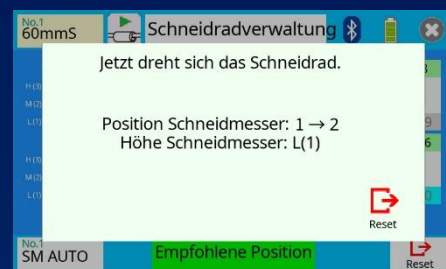 No.1
60mmS
Schneidradverwaltung
Jetzt dreht sich das Schneidrad.
H(3)
M(2)
L(1)
Position Schneidmesser: 1 → 2
Höhe Schneidmesser: L(1)
H(3)
M(2)
L(1)
Reset
No.1
SM AUTO
Empfohlene Position
Reset